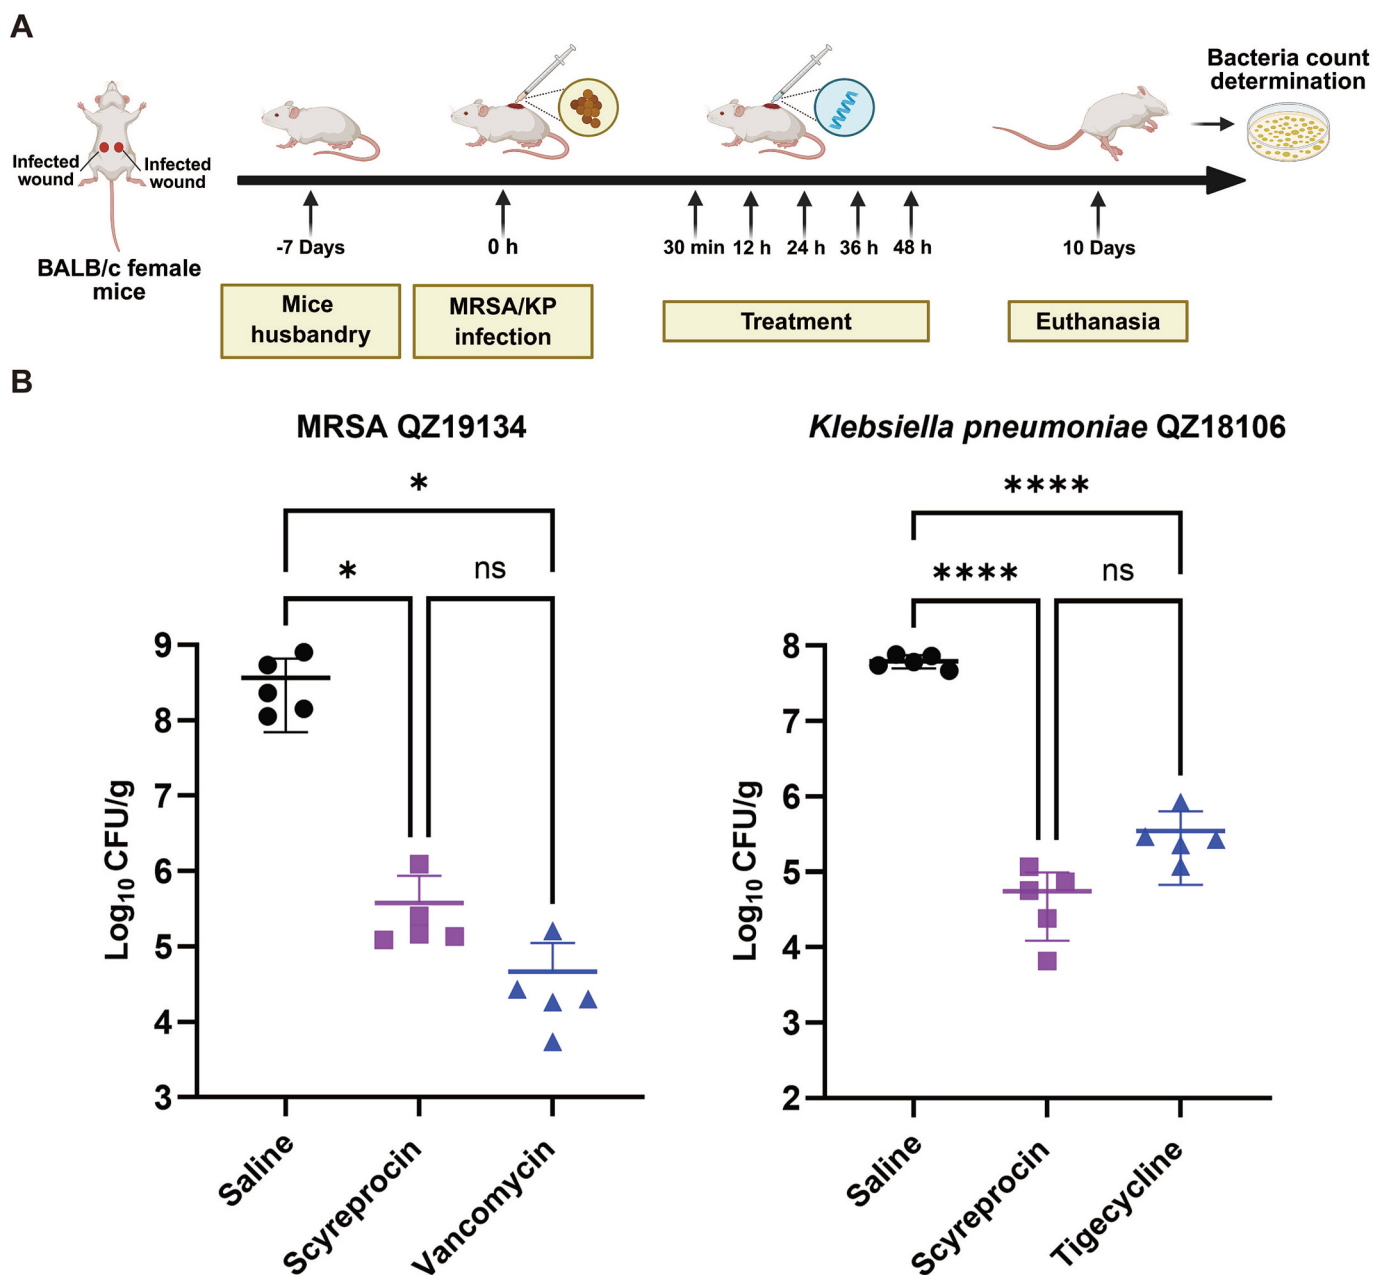 A
Bacteria count
determination
Infected
wound
Infected
wound
BALB/c female
mice
-7 Days
0 h
30 min
12 h
24 h
36 h
48 h
10 Days
Mice
husbandry
MRSA/KP
infection
Treatment
Euthanasia
B
MRSA QZ19134
*
*
ns
Log₁₀ CFU/g
9
8
7
6
5
4
3
Saline
Scyreprocin
Vancomycin
Klebsiella pneumoniae QZ18106
****
****
ns
Log₁₀ CFU/g
8
7
6
5
4
3
2
Saline
Scyreprocin
Tigecycline